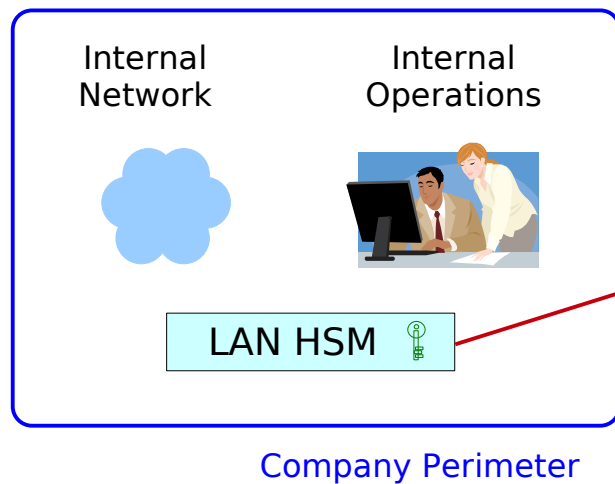 Internal
Network
Internal
Operations
LAN HSM
Company Perimeter